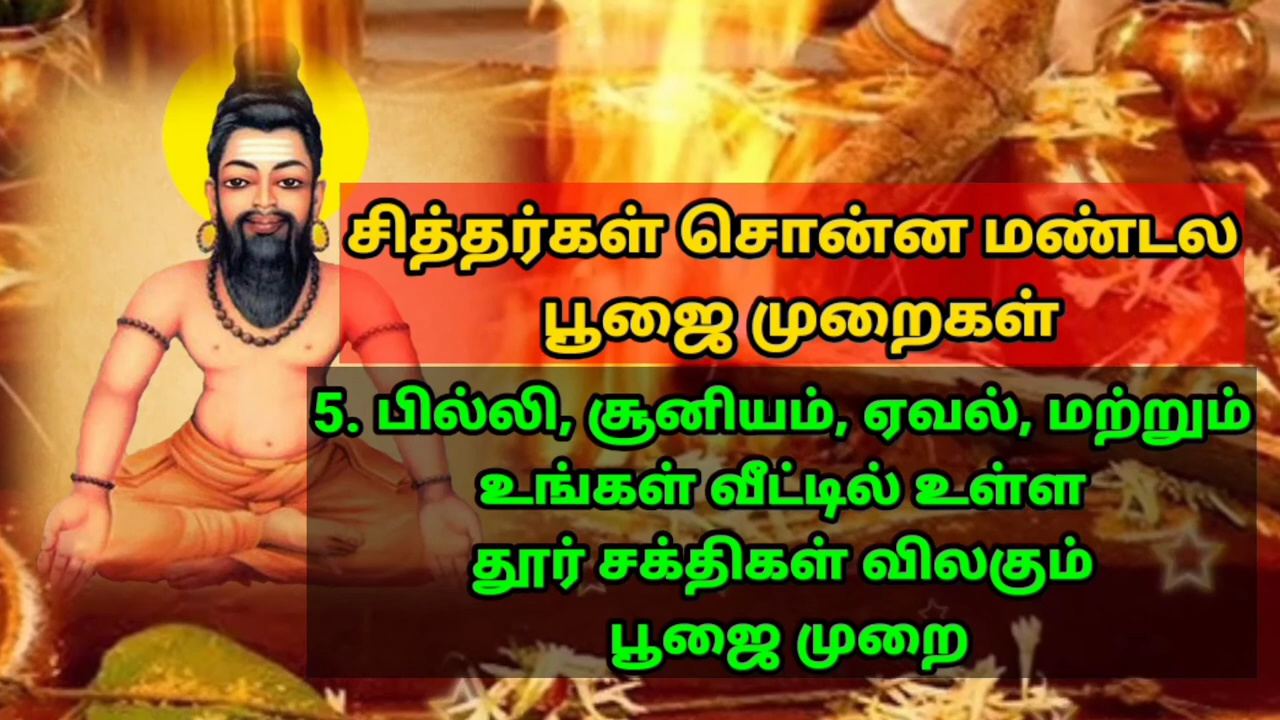 சித்தர்கள் சொன்ன மண்டல
பூஜை முறைகள்
5. பில்லி, சூனியம், ஏவல், மற்றும்
உங்கள் வீட்டில் உள்ள
தூர் சக்திகள் விலகும்
பூஜை முறை